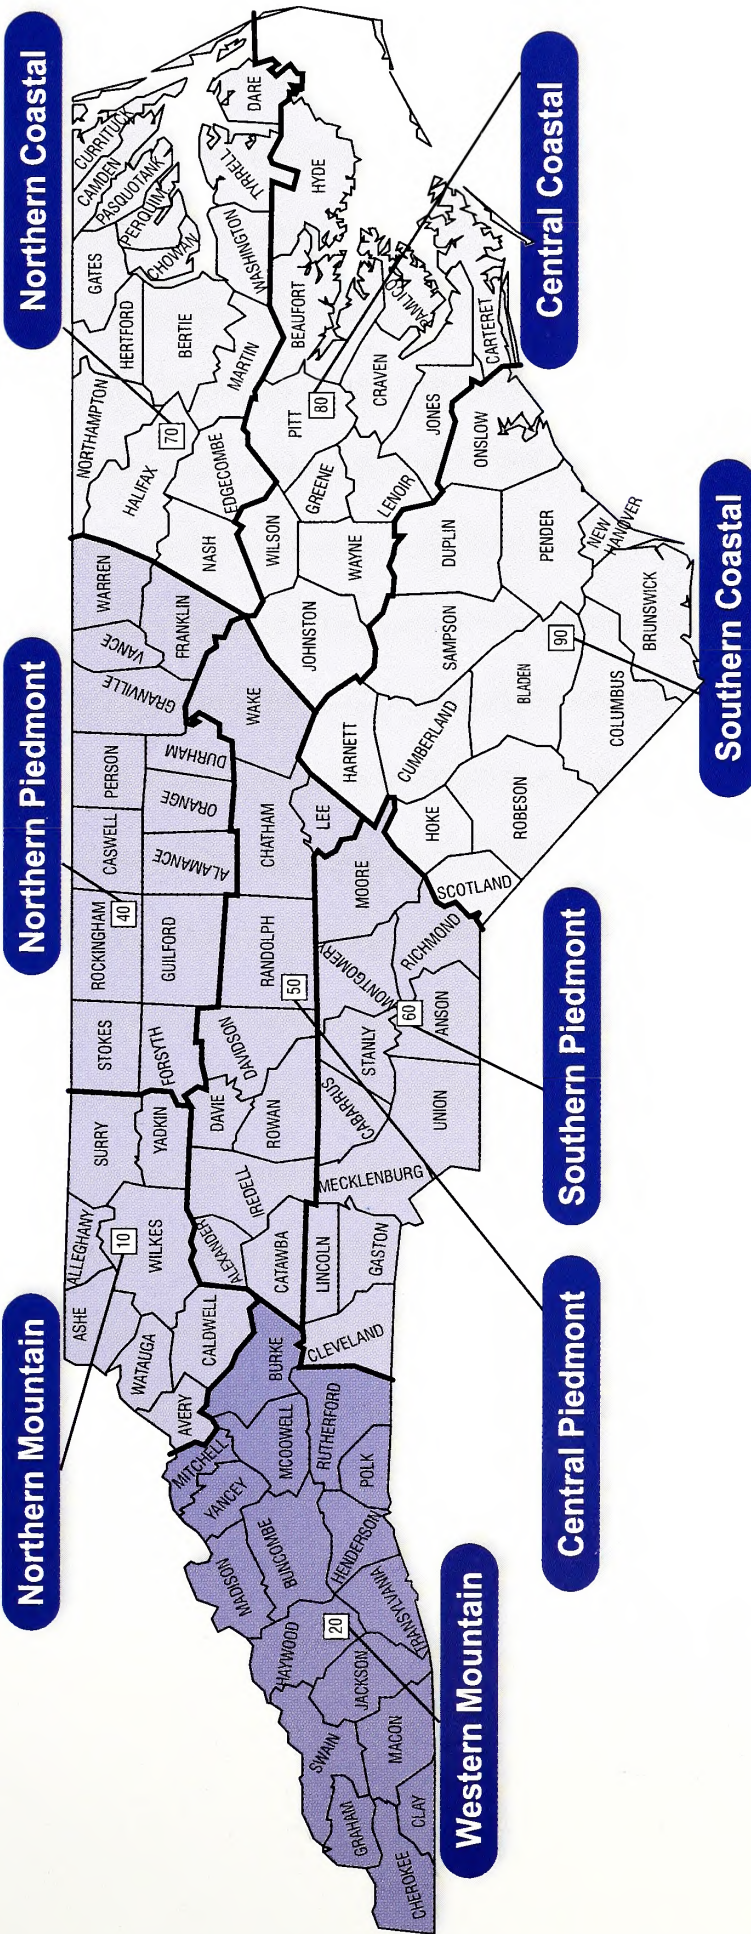 Northern Mountain
Northern Piedmont
Northern Coastal
ASHE
ALLEGHANY
SURRY
STOKES
ROCKINGHAM
CASWELL
PERSON
GRANVILLE
VANCE
WARREN
NORTHAMPTON
HERTFORD
GATES
CAMDEN
CURRITUCK
PASQUOTANK
PERQUIM
CHOWAN
WATAUGA
WILKES
10
YADKIN
FORSYTH
GUILFORD
40
ALAMANCE
ORANGE
DURHAM
FRANKLIN
HALIFAX
70
BERTIE
AVERY
CALDWELL
ALEXANDER
IREDELL
DAVIE
DAVIDSON
RANDOLPH
50
CHATHAM
WAKE
NASH
EDGECOMBE
MARTIN
WASHINGTON
TYRRELL
DARE
MITCHELL
YANCEY
MADISON
BUNCOMBE
MCDOWELL
BURKE
CATAWBA
ROWAN
JOHNSTON
WILSON
GREENE
PITT
80
BEAUFORT
HYDE
HAYWOOD
20
HENDERSON
POLK
RUTHERFORD
CLEVELAND
LINCOLN
GASTON
MECKLENBURG
CABARRUS
STANLY
MONTGOMERY
MOORE
LEE
HARNETT
WAYNE
LENOIR
CRAVEN
PAMLICO
SWAIN
JACKSON
TRANSYLVANIA
GRAHAM
MACON
CHEROKEE
CLAY
UNION
ANSON
60
RICHMOND
SCOTLAND
HOKE
CUMBERLAND
SAMPSON
DUPLIN
JONES
ONSLOW
CARTERET
ROBESON
BLADEN
90
PENDER
NEW
HANOVER
COLUMBUS
BRUNSWICK
Western Mountain
Central Piedmont
Southern Piedmont
Southern Coastal
Central Coastal